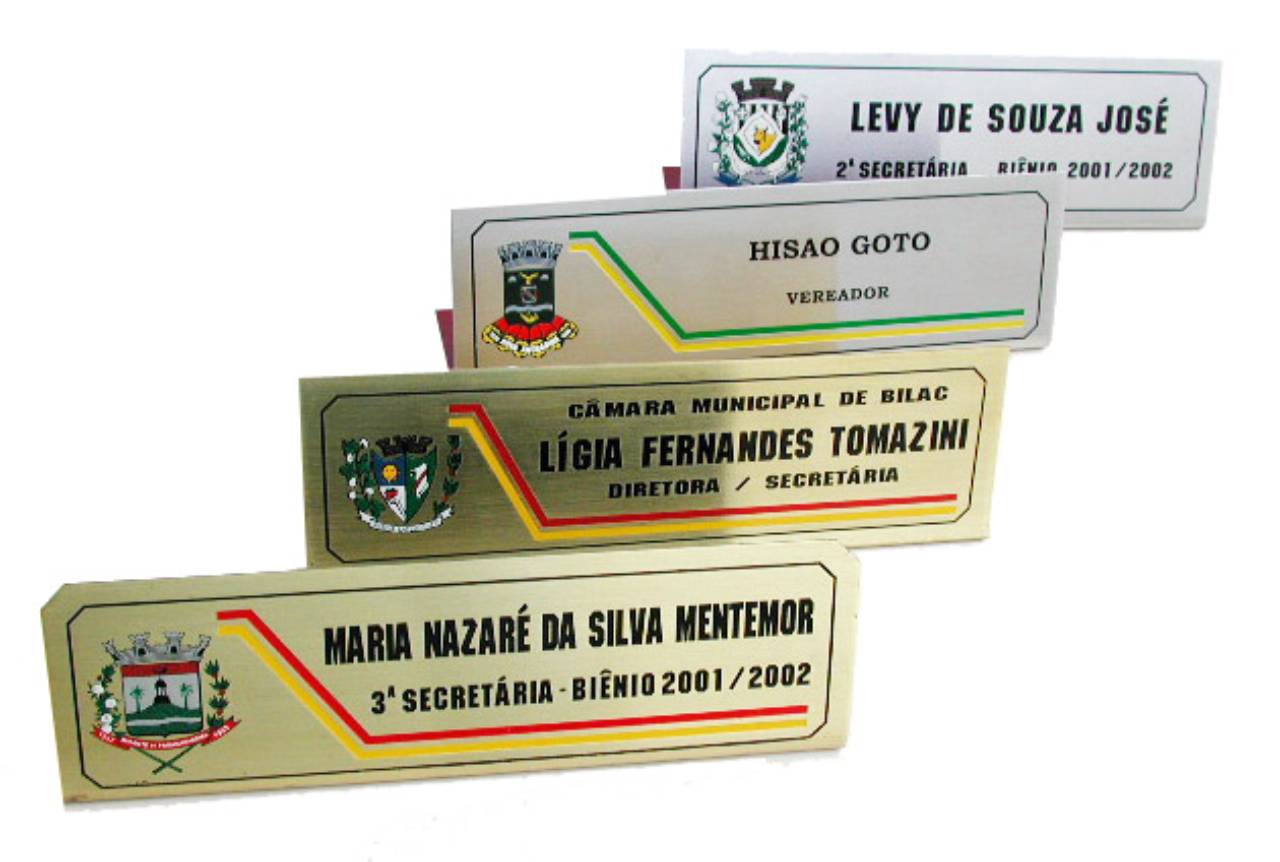 LEVY DE SOUZA JOSÉ
2ª SECRETÁRIA BIÊNIO 2001/2002
HISAO GOTO
VEREADOR
CÂMARA MUNICIPAL DE BILAC
LÍGIA FERNANDES TOMAZINI
DIRETORA / SECRETÁRIA
MARIA NAZARÉ DA SILVA MENTEMOR
3ª SECRETÁRIA - BIÊNIO 2001/2002